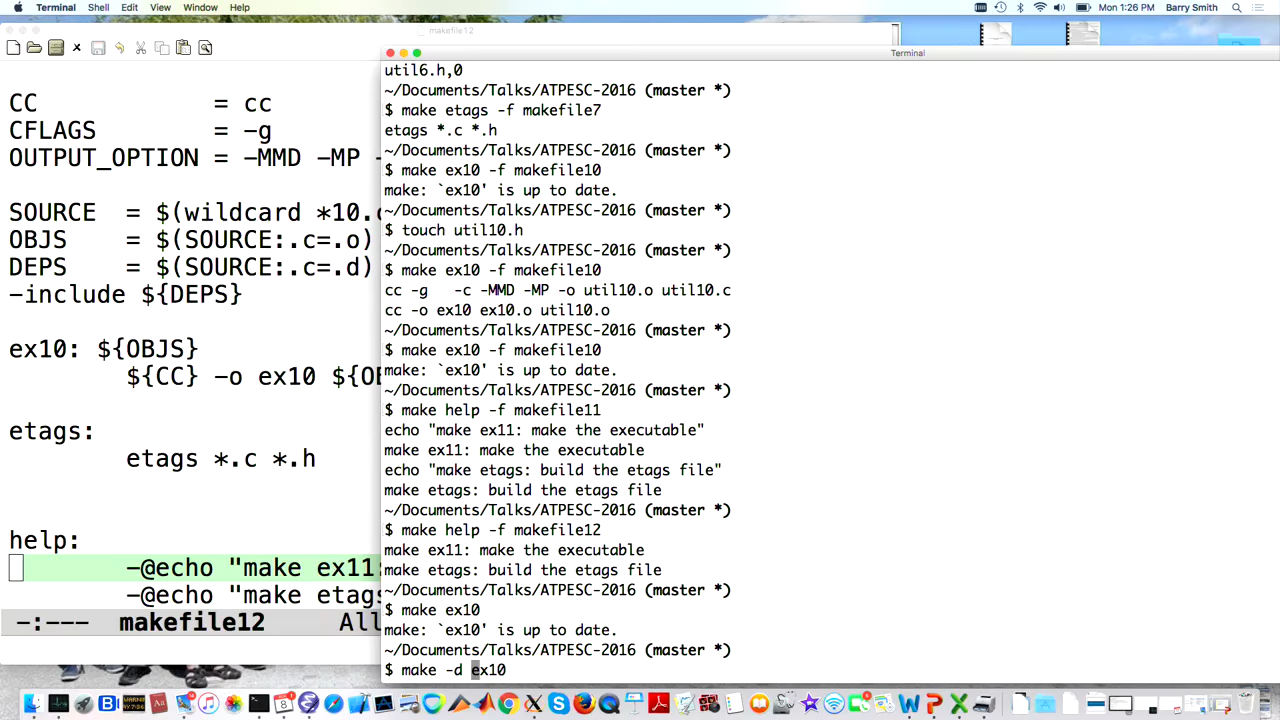 Terminal Shell Edit View Window Help Mon 1:26 PM Barry Smith
makefile12
Terminal
CC = cc
CFLAGS = -g
OUTPUT_OPTION = -MMD -MP -
SOURCE = $(wildcard *10.c
OBJS = $(SOURCE:.c=.o)
DEPS = $(SOURCE:.c=.d)
-include ${DEPS}
ex10: ${OBJS}
${CC} -o ex10 ${OB
etags:
etags *.c *.h
help:
-@echo "make ex11:
-@echo "make etags
-:--- makefile12 All
util6.h,0
~/Documents/Talks/ATPESC-2016 (master *)
$ make etags -f makefile7
etags *.c *.h
~/Documents/Talks/ATPESC-2016 (master *)
$ make ex10 -f makefile10
make: `ex10' is up to date.
~/Documents/Talks/ATPESC-2016 (master *)
$ touch util10.h
~/Documents/Talks/ATPESC-2016 (master *)
$ make ex10 -f makefile10
cc -g -c -MMD -MP -o util10.o util10.c
cc -o ex10 ex10.o util10.o
~/Documents/Talks/ATPESC-2016 (master *)
$ make ex10 -f makefile10
make: `ex10' is up to date.
~/Documents/Talks/ATPESC-2016 (master *)
$ make help -f makefile11
echo "make ex11: make the executable"
make ex11: make the executable
echo "make etags: build the etags file"
make etags: build the etags file
~/Documents/Talks/ATPESC-2016 (master *)
$ make help -f makefile12
make ex11: make the executable
make etags: build the etags file
~/Documents/Talks/ATPESC-2016 (master *)
$ make ex10
make: `ex10' is up to date.
~/Documents/Talks/ATPESC-2016 (master *)
$ make -d ex10